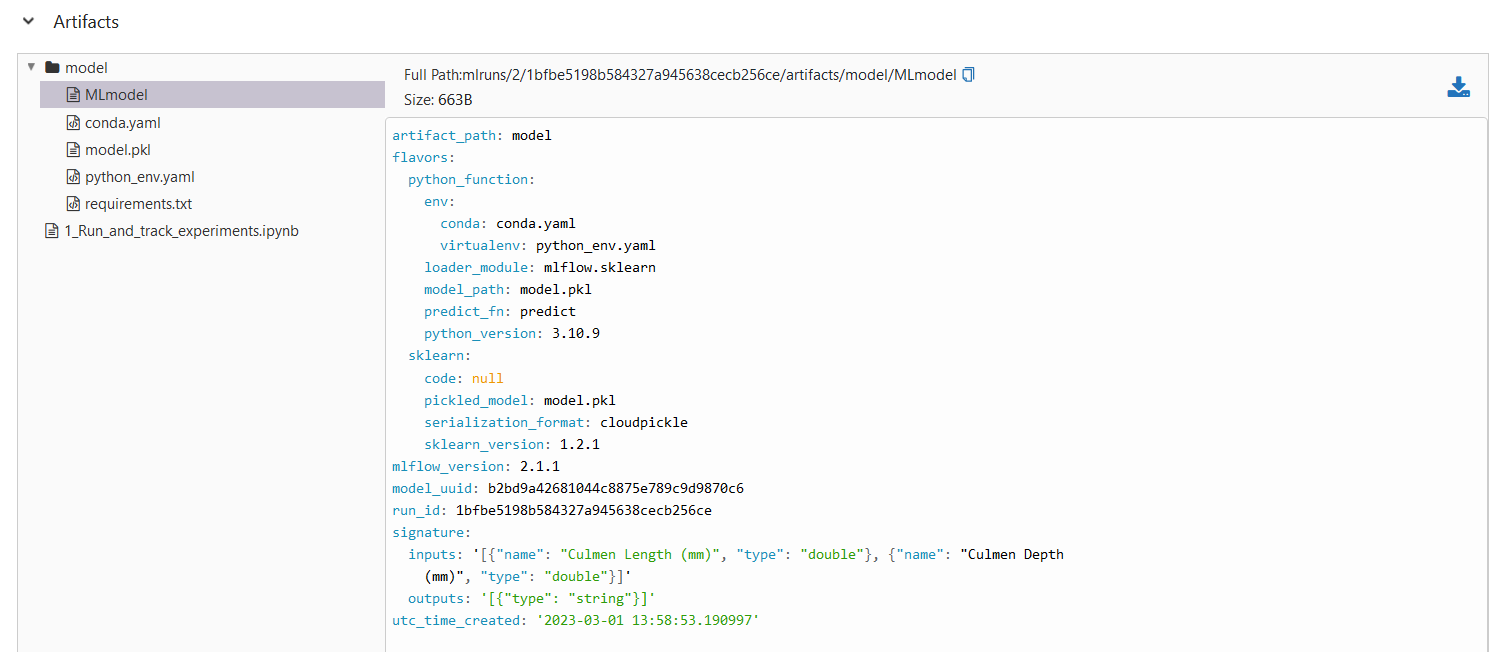 Artifacts
model
MLmodel
conda.yaml
model.pkl
python_env.yaml
requirements.txt
1_Run_and_track_experiments.ipynb
Full Path:mlruns/2/1bfbe5198b584327a945638cecb256ce/artifacts/model/MLmodel
Size: 663B
artifact_path: model
flavors:
  python_function:
    env:
      conda: conda.yaml
      virtualenv: python_env.yaml
    loader_module: mlflow.sklearn
    model_path: model.pkl
    predict_fn: predict
    python_version: 3.10.9
  sklearn:
    code: null
    pickled_model: model.pkl
    serialization_format: cloudpickle
    sklearn_version: 1.2.1
mlflow_version: 2.1.1
model_uuid: b2bd9a42681044c8875e789c9d9870c6
run_id: 1bfbe5198b584327a945638cecb256ce
signature:
  inputs: '[{"name": "Culmen Length (mm)", "type": "double"}, {"name": "Culmen Depth
    (mm)", "type": "double"}]'
  outputs: '[{"type": "string"}]'
utc_time_created: '2023-03-01 13:58:53.190997'